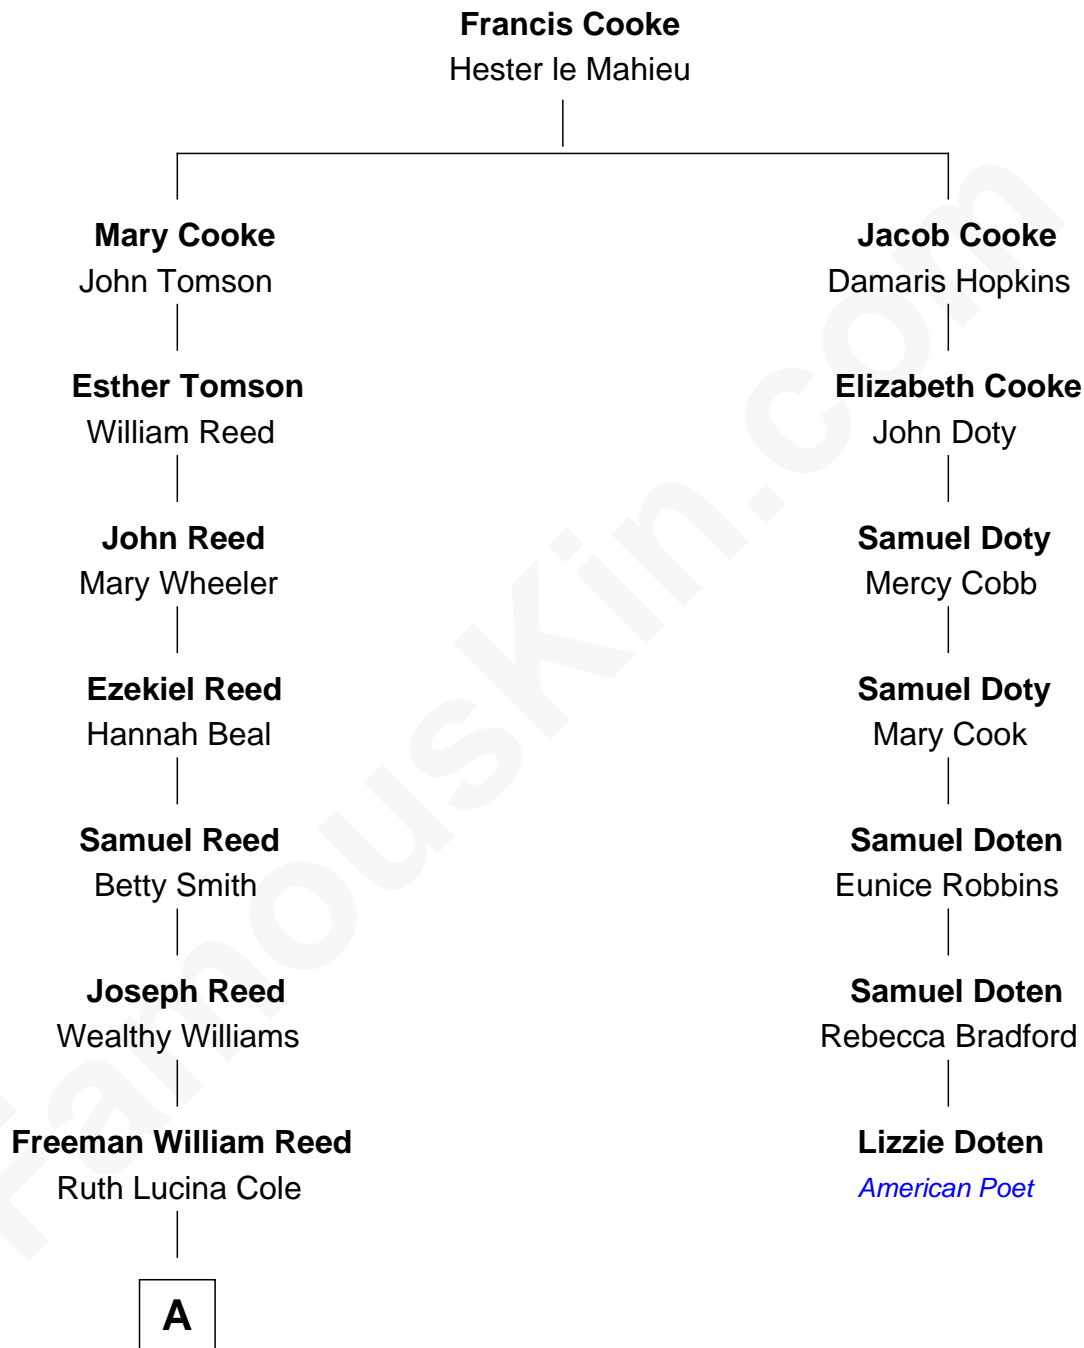 Francis Cooke
Hester le Mahieu
Mary Cooke
John Tomson
Jacob Cooke
Damaris Hopkins
Esther Tomson
William Reed
Elizabeth Cooke
John Doty
John Reed
Mary Wheeler
Samuel Doty
Mercy Cobb
Ezekiel Reed
Hannah Beal
Samuel Doty
Mary Cook
Samuel Reed
Betty Smith
Samuel Doten
Eunice Robbins
Joseph Reed
Wealthy Williams
Samuel Doten
Rebecca Bradford
Freeman William Reed
Ruth Lucina Cole
Lizzie Doten
American Poet
A
FamousKin.com